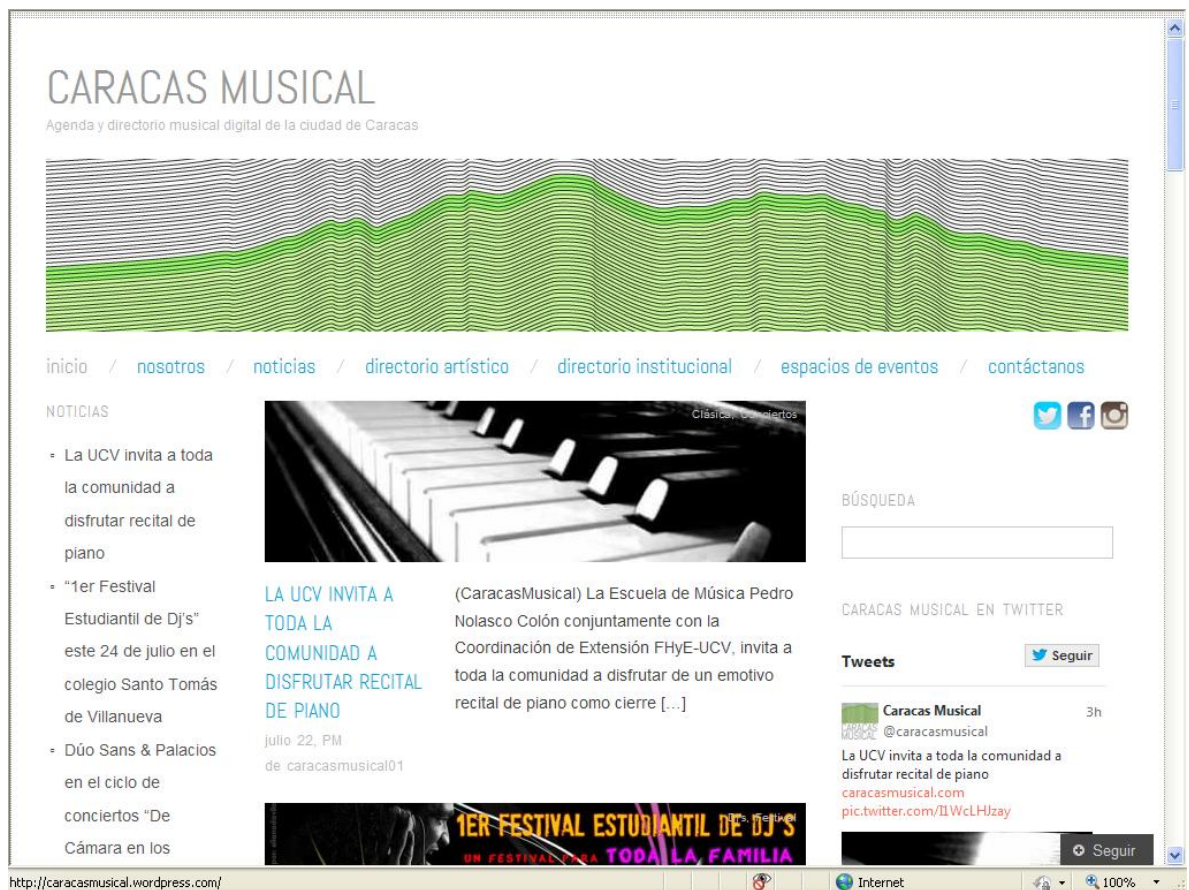 CARACAS MUSICAL
Agenda y directorio musical digital de la ciudad de Caracas
inicio / nosotros / noticias / directorio artístico / directorio institucional / espacios de eventos / contáctanos
NOTICIAS
La UCV invita a toda
la comunidad a
disfrutar recital de
piano
“1er Festival
Estudiantil de Dj’s”
este 24 de julio en el
colegio Santo Tomás
de Villanueva
Dúo Sans & Palacios
en el ciclo de
conciertos “De
Cámara en los
Clásica, Conciertos
LA UCV INVITA A
TODA LA
COMUNIDAD A
DISFRUTAR RECITAL
DE PIANO
julio 22, PM
de caracasmusical01
(CaracasMusical) La Escuela de Música Pedro
Nolasco Colón conjuntamente con la
Coordinación de Extensión FHyE-UCV, invita a
toda la comunidad a disfrutar de un emotivo
recital de piano como cierre […]
Dj's, Festival
1ER FESTIVAL ESTUDIANTIL DE DJ'S
UN FESTIVAL PARA TODA LA FAMILIA
BÚSQUEDA
CARACAS MUSICAL EN TWITTER
Tweets
Seguir
Caracas Musical 3h
@caracasmusical
CARACAS
MUSICAL
La UCV invita a toda la comunidad a
disfrutar recital de piano
caracasmusical.com
pic.twitter.com/I1WcLHJzay
Seguir
http://caracasmusical.wordpress.com/
Internet
100%